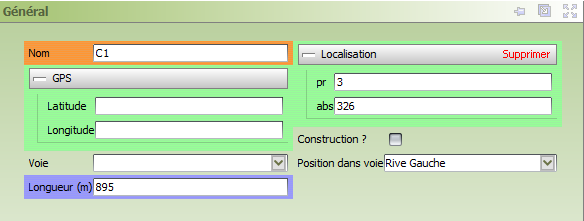 Général
Nom C1
GPS
Latitude
Longitude
Voie
Longueur (m) 895
Localisation Supprimer
pr 3
abs 326
Construction ?
Position dans voie Rive Gauche